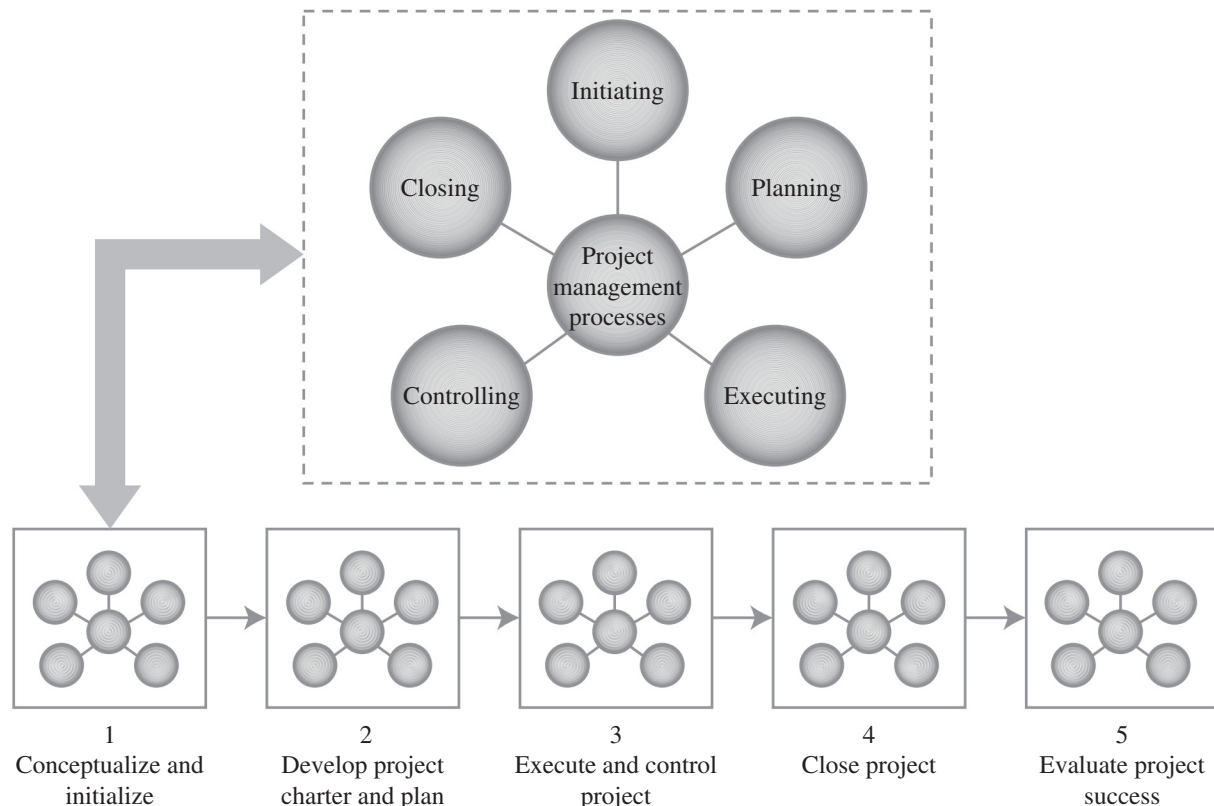 Initiating
Closing
Planning
Project
management
processes
Controlling
Executing
1
Conceptualize and
initialize
2
Develop project
charter and plan
3
Execute and control
project
4
Close project
5
Evaluate project
success